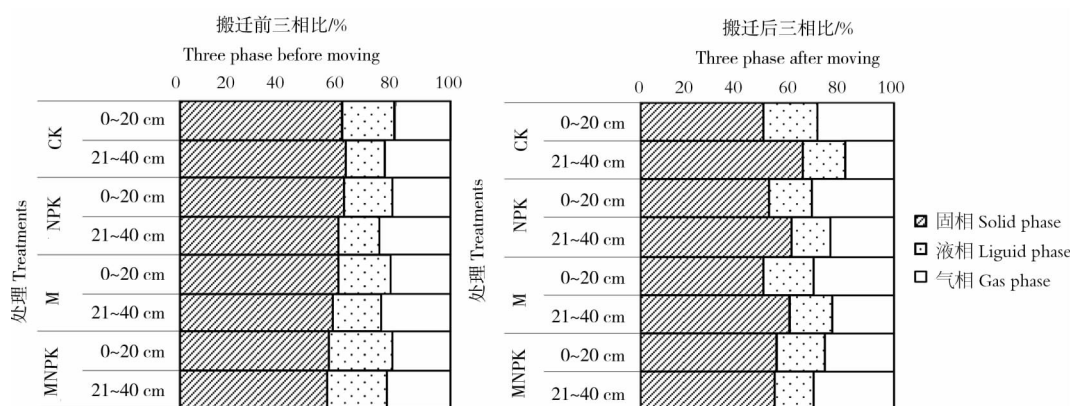 搬迁前三相比/%
Three phase before moving
0 20 40 60 80 100
处理 Treatments
CK
0~20 cm
21~40 cm
NPK
0~20 cm
21~40 cm
M
0~20 cm
21~40 cm
MNPK
0~20 cm
21~40 cm
搬迁后三相比/%
Three phase after moving
0 20 40 60 80 100
处理 Treatments
CK
0~20 cm
21~40 cm
NPK
0~20 cm
21~40 cm
M
0~20 cm
21~40 cm
MNPK
0~20 cm
21~40 cm
固相 Solid phase
液相 Liguid phase
气相 Gas phase